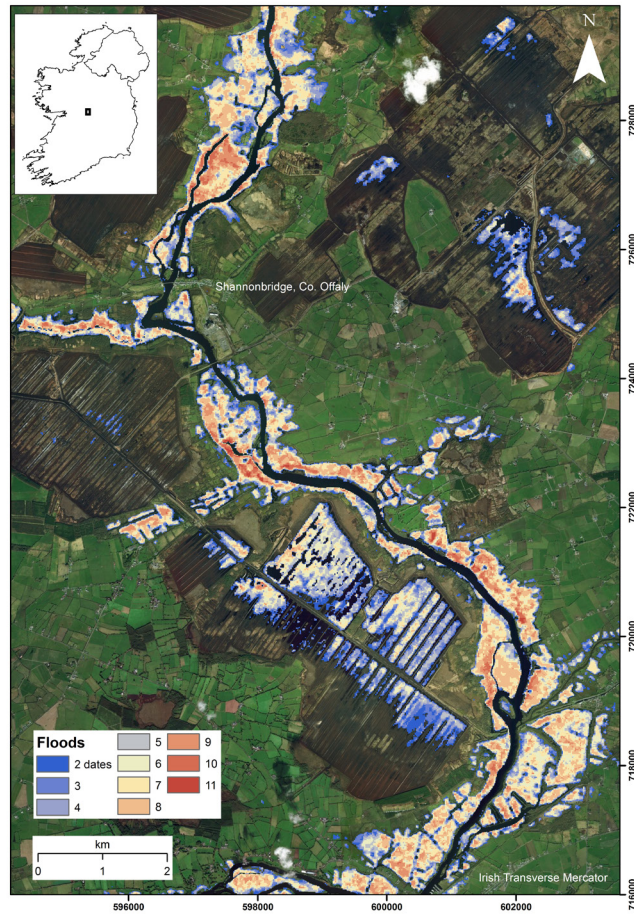 N
728000
726000
Shannonbridge, Co. Offaly
724000
722000
720000
Floods
2 dates
3
4
5
6
7
8
9
10
11
718000
km
0 1 2
Irish Transverse Mercator
716000
596000 598000 600000 602000